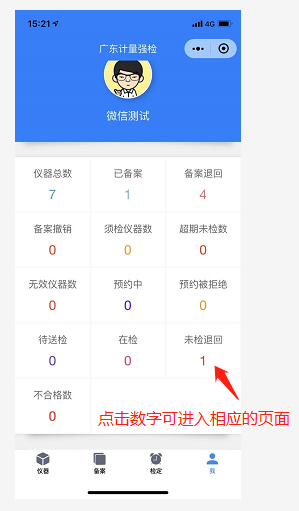 15:21 4G
广东计量强检
微信测试
仪器总数 已备案 备案退回
7 1 4
备案撤销 须检仪器数 超期未检数
0 0 0
无效仪器数 预约中 预约被拒绝
0 0 0
待送检 在检 未检退回
0 0 1
不合格数
0
点击数字可进入相应的页面
仪器 备案 检定 我